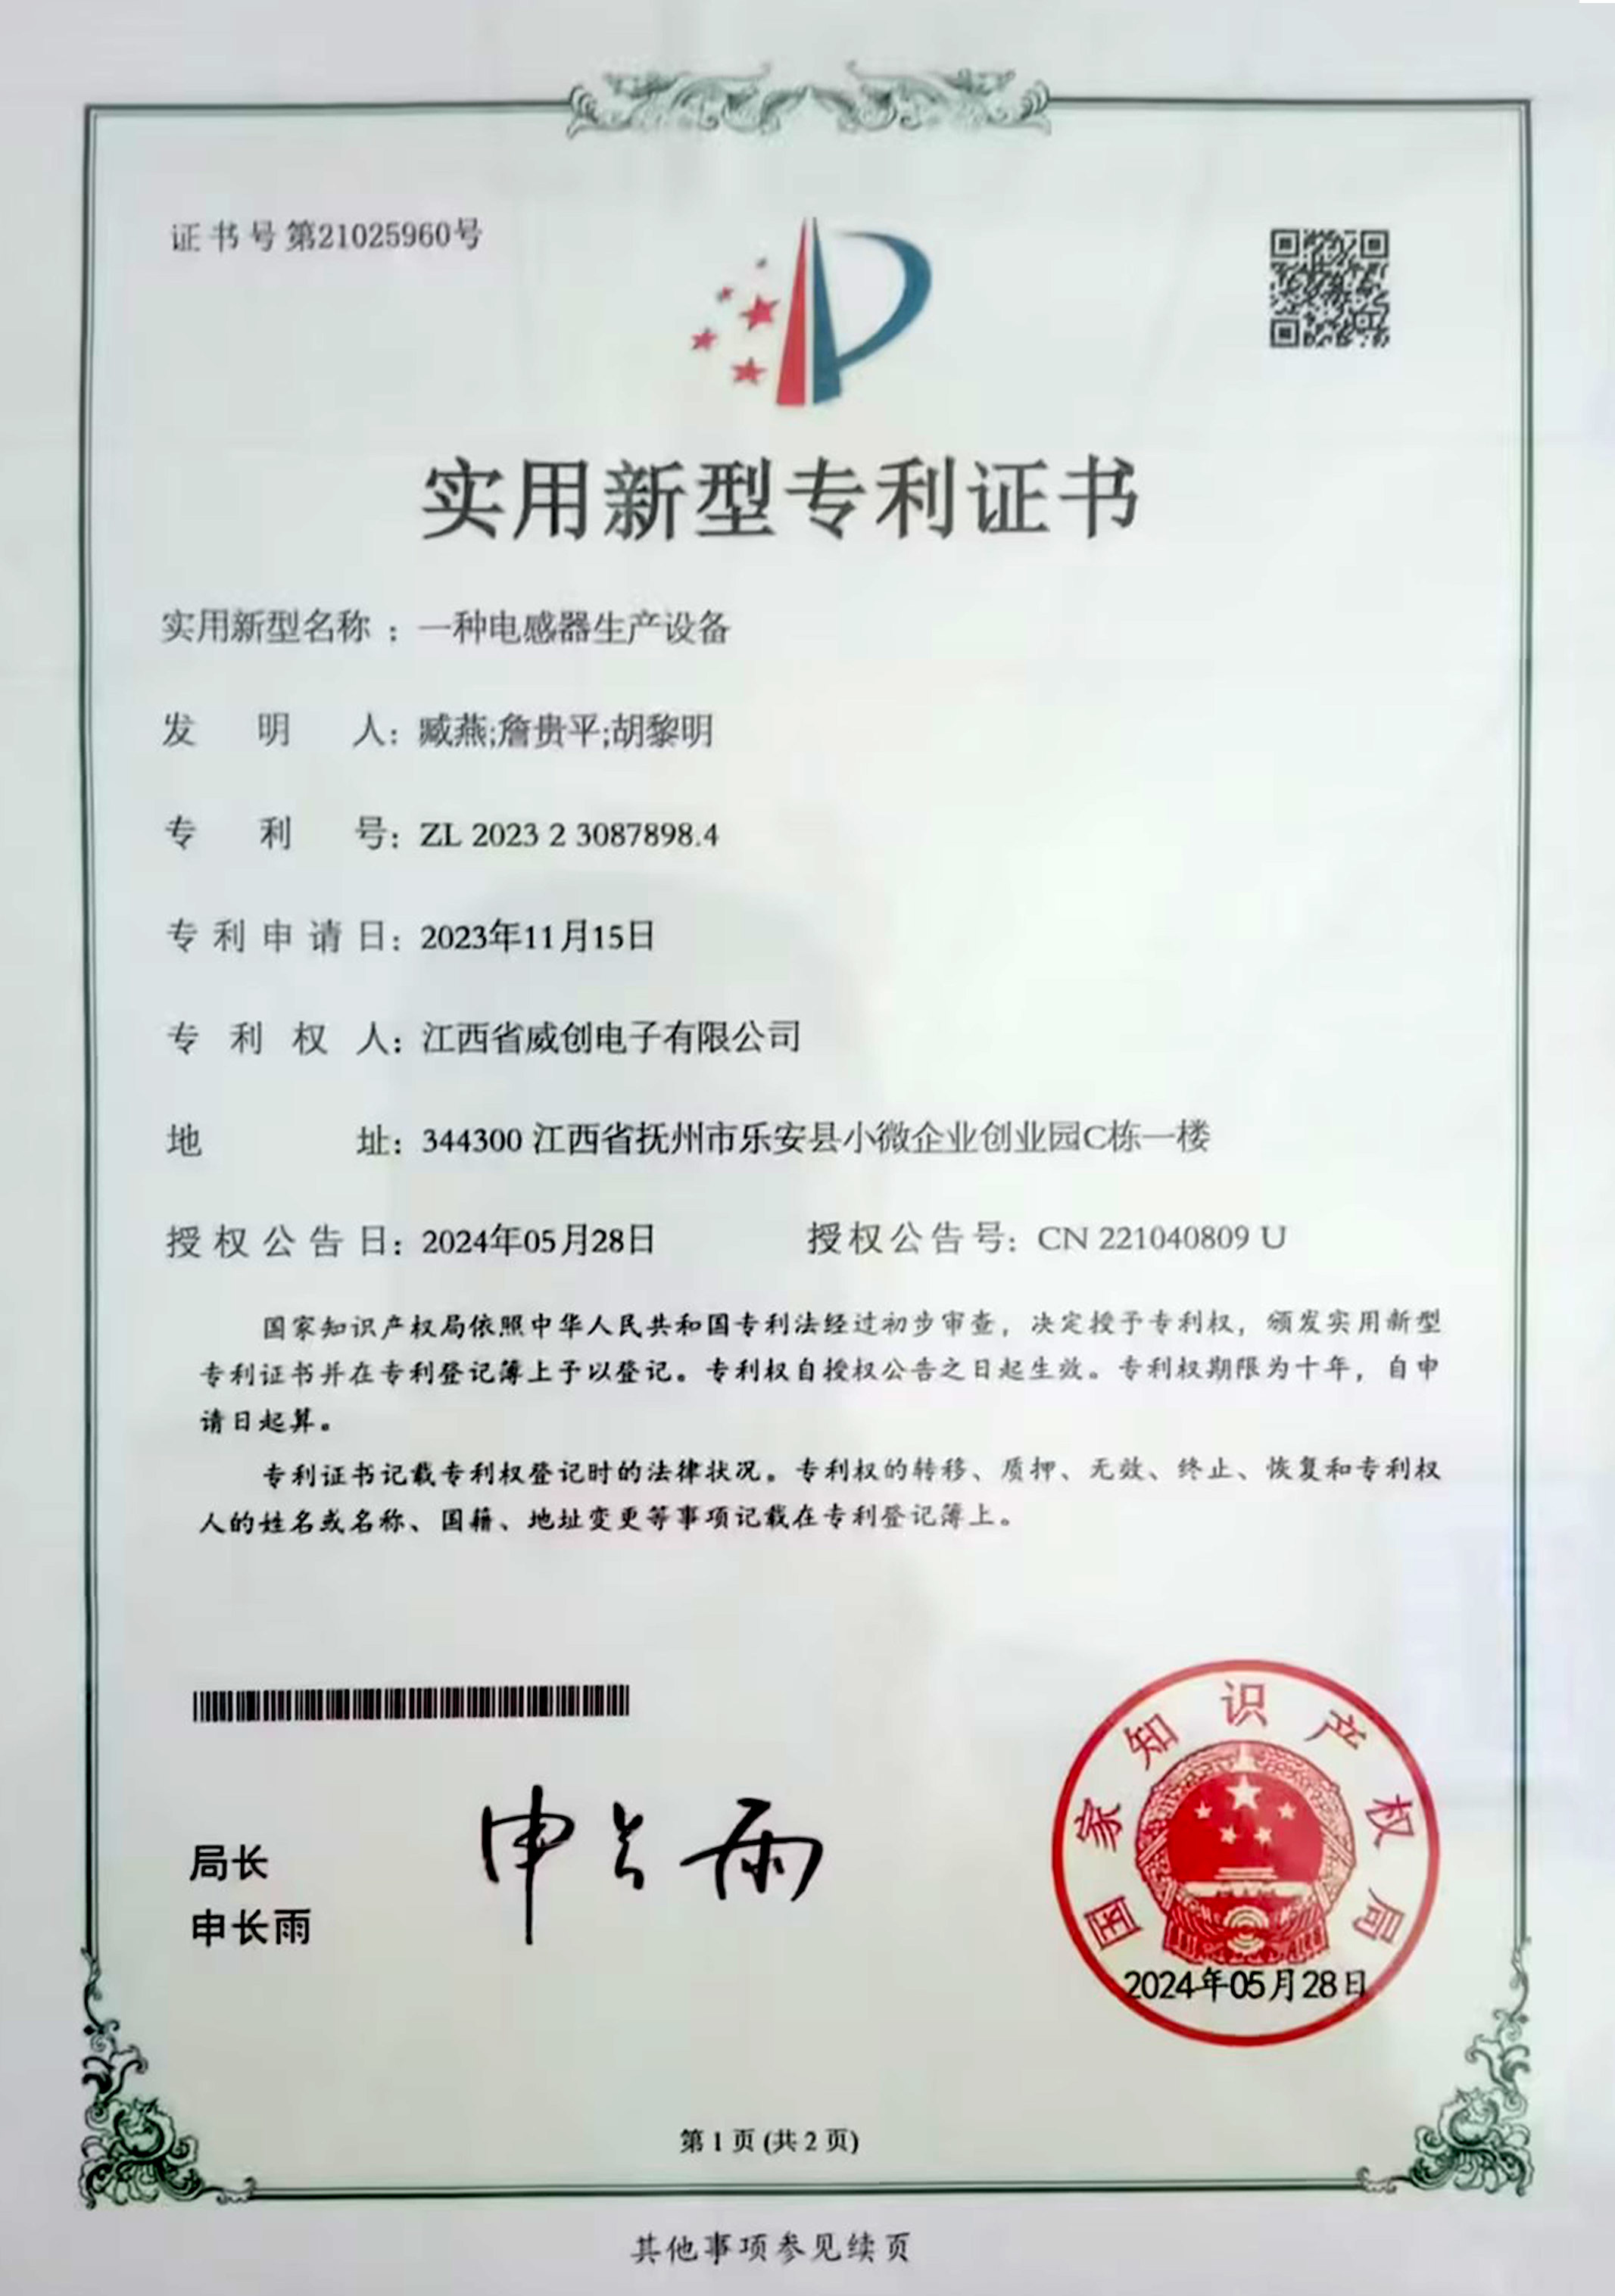 证书号第21025960号
实用新型专利证书
实用新型名称：一种电感器生产设备
发明人：臧燕;詹贵平;胡黎明
专利号：ZL 2023 2 3087898.4
专利申请日：2023年11月15日
专利权人：江西省威创电子有限公司
地址：344300 江西省抚州市乐安县小微企业创业园C栋一楼
授权公告日：2024年05月28日 授权公告号：CN 221040809 U
国家知识产权局依照中华人民共和国专利法经过初步审查，决定授予专利权，颁发实用新型
专利证书并在专利登记簿上予以登记。专利权自授权公告之日起生效。专利权期限为十年，自申
请日起算。
专利证书记载专利权登记时的法律状况。专利权的转移、质押、无效、终止、恢复和专利权
人的姓名或名称、国籍、地址变更等事项记载在专利登记簿上。
局长
申长雨
申长雨
国家知识产权局
2024年05月28日
第 1 页 (共 2 页)
其他事项参见续页